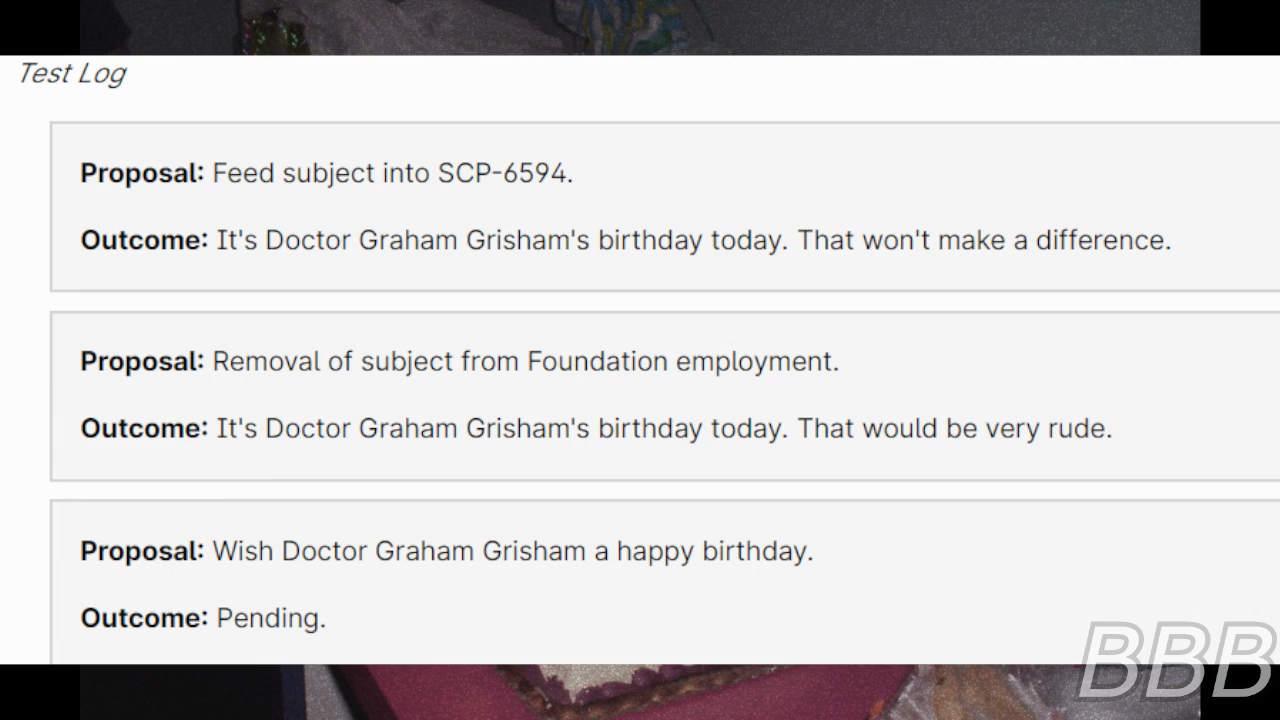 Test Log
Proposal: Feed subject into SCP-6594.
Outcome: It's Doctor Graham Grisham's birthday today. That won't make a difference.
Proposal: Removal of subject from Foundation employment.
Outcome: It's Doctor Graham Grisham's birthday today. That would be very rude.
Proposal: Wish Doctor Graham Grisham a happy birthday.
Outcome: Pending.
BBB